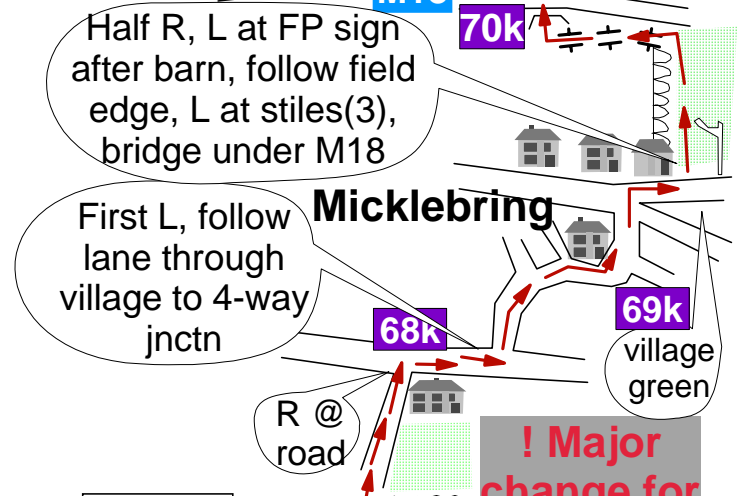 70k
Half R, L at FP sign
after barn, follow field
edge, L at stiles(3),
bridge under M18
Micklebring
First L, follow
lane through
village to 4-way
jnctn
68k
69k
village
green
R @
road
! Major
change for